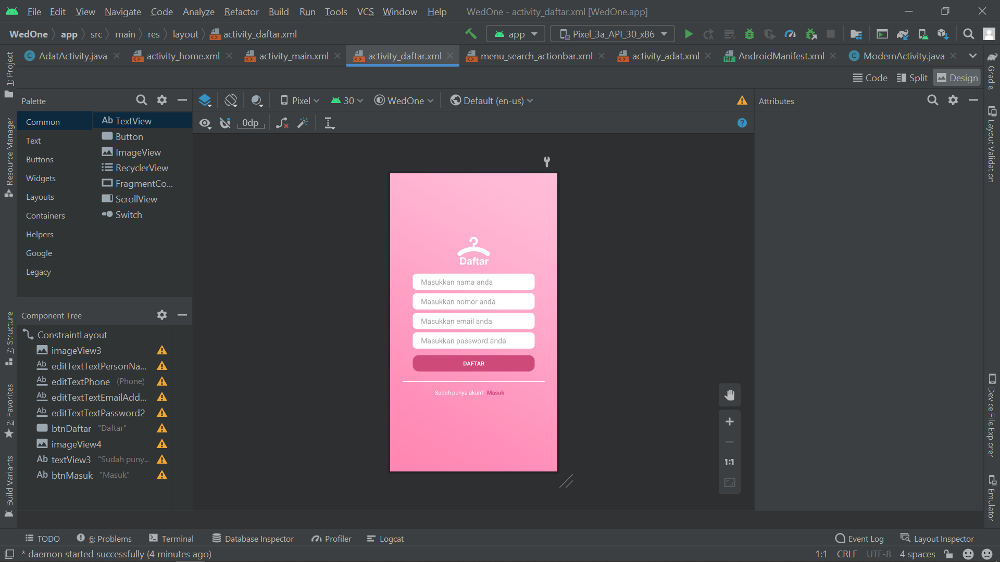 File Edit View Navigate Code Analyze Refactor Build Run Tools VCS Window Help WedOne - activity_daftar.xml [WedOne.app]
WedOne app src main res layout activity_daftar.xml app Pixel_3a_API_30_x86
AdatActivity.java activity_home.xml activity_main.xml activity_daftar.xml menu_search_actionbar.xml activity_adat.xml AndroidManifest.xml ModernActivity.java
Code Split Design
Palette
Pixel 30 WedOne Default (en-us)
Attributes
0dp
Common
Text
Buttons
Widgets
Layouts
Containers
Helpers
Google
Legacy
Ab TextView
Button
ImageView
RecyclerView
FragmentCo...
ScrollView
Switch
Component Tree
ConstraintLayout
imageView3
Ab editTextTextPersonNa...
Ab editTextPhone (Phone)
Ab editTextTextEmailAdd...
Ab editTextTextPassword2
btnDaftar "Daftar"
imageView4
Ab textView3 "Sudah puny...
Ab btnMasuk "Masuk"
Daftar
Masukkan nama anda
Masukkan nomor anda
Masukkan email anda
Masukkan password anda
DAFTAR
Sudah punya akun? Masuk
1:1
1: Project
Resource Manager
7: Structure
2: Favorites
Build Variants
Gradle
Layout Validation
Device File Explorer
Emulator
TODO 6: Problems Terminal Database Inspector Profiler Logcat Event Log Layout Inspector
* daemon started successfully (4 minutes ago) 1:1 CRLF UTF-8 4 spaces